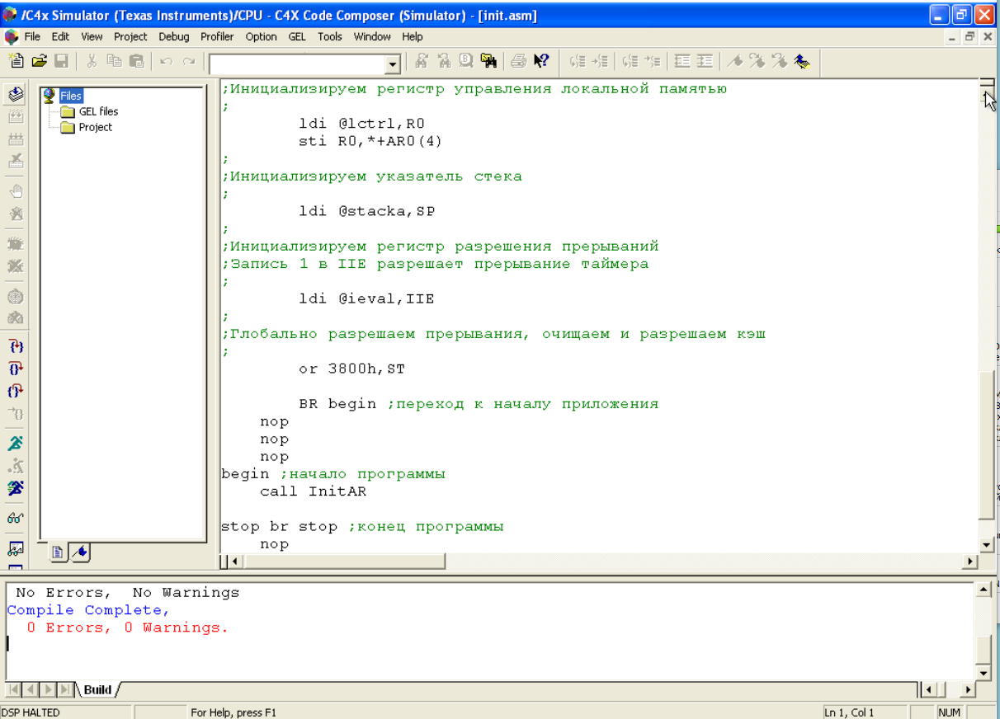 /C4x Simulator (Texas Instruments)/CPU - C4X Code Composer (Simulator) - [init.asm]
File Edit View Project Debug Profiler Option GEL Tools Window Help
Files
GEL files
Project
;Инициализируем регистр управления локальной памятью
;
ldi @lctrl,R0
sti R0,*+AR0(4)
;
;Инициализируем указатель стека
;
ldi @stacka,SP
;
;Инициализируем регистр разрешения прерываний
;Запись 1 в IIE разрешает прерывание таймера
;
ldi @ieval,IIE
;
;Глобально разрешаем прерывания, очищаем и разрешаем кэш
;
or 3800h,ST
BR begin ;переход к началу приложения
nop
nop
nop
begin ;начало программы
call InitAR
stop br stop ;конец программы
nop
No Errors, No Warnings
Compile Complete,
0 Errors, 0 Warnings.
Build
DSP HALTED
For Help, press F1
Ln 1, Col 1
NUM